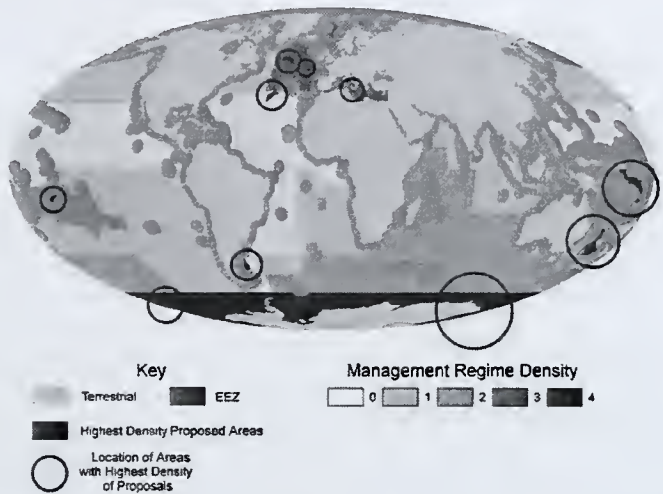 Key
Terrestrial
EEZ
Highest Density Proposed Areas
Location of Areas
with Highest Density
of Proposals
Management Regime Density
0 1 2 3 4